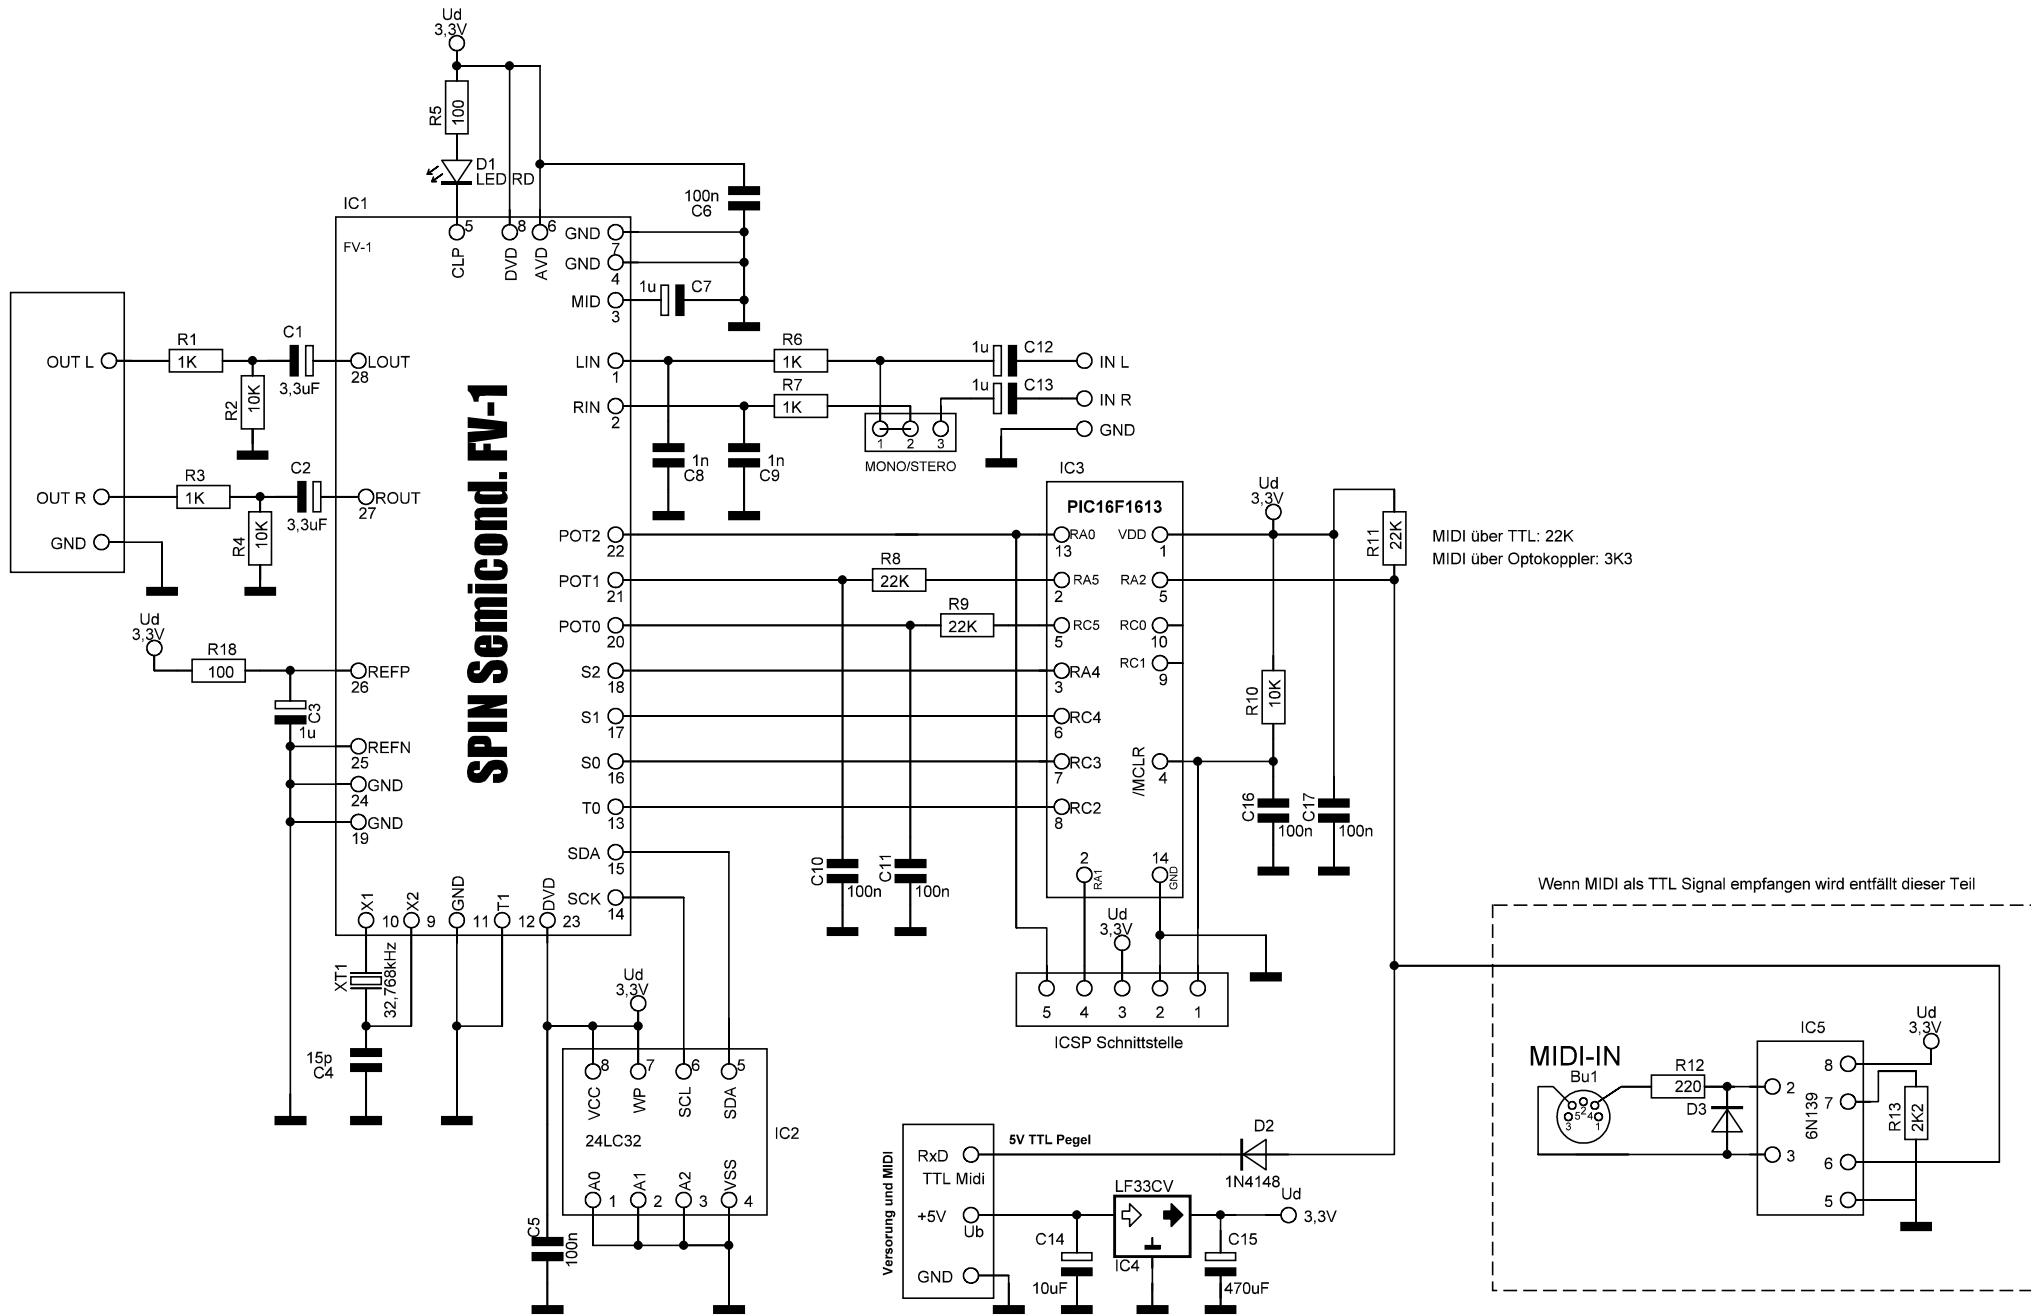 Ud
3,3V
R5
100
D1
LED RD
IC1
FV-1
5
8
6
CLP
DVD
AVD
100n
C6
GND
7
GND
4
MID
3
1u
C7
OUT L
R1
1K
C1
3,3uF
R2
10K
LOUT
28
LIN
1
RIN
2
R6
1K
R7
1K
1u
C12
IN L
1u
C13
IN R
GND
1
2
3
MONO/STERO
1n
C8
1n
C9
SPIN Semicond. FV-1
OUT R
R3
1K
C2
3,3uF
R4
10K
ROUT
27
GND
IC3
PIC16F1613
POT2
22
RA0
13
VDD
1
Ud
3,3V
R11
22K
MIDI über TTL: 22K
MIDI über Optokoppler: 3K3
POT1
21
R8
22K
RA5
2
RA2
5
POT0
20
R9
22K
RC5
5
RC0
10
RC1
9
Ud
3,3V
R18
100
REFP
26
C3
1u
S2
18
RA4
3
R10
10K
S1
17
RC4
6
REFN
25
S0
16
RC3
7
/MCLR
4
GND
24
T0
13
RC2
8
GND
19
C16
100n
C17
100n
SDA
15
SCK
14
C10
100n
C11
100n
2
RA1
14
GND
X1
10
X2
9
GND
11
T1
12
DVD
23
XT1
32,768kHz
15p
C4
Ud
3,3V
Ud
3,3V
5
4
3
2
1
ICSP Schnittstelle
8
7
6
5
VCC
WP
SCL
SDA
24LC32
IC2
A0
1
A1
2
A2
3
VSS
4
C5
100n
Versorung und MIDI
RxD
TTL Midi
+5V
Ub
GND
5V TTL Pegel
D2
1N4148
LF33CV
IC4
C14
10uF
C15
470uF
Ud
3,3V
Wenn MIDI als TTL Signal empfangen wird entfällt dieser Teil
MIDI-IN
Bu1
5
2
4
3
1
R12
220
D3
IC5
6N139
2
3
8
7
6
5
Ud
3,3V
R13
2K2